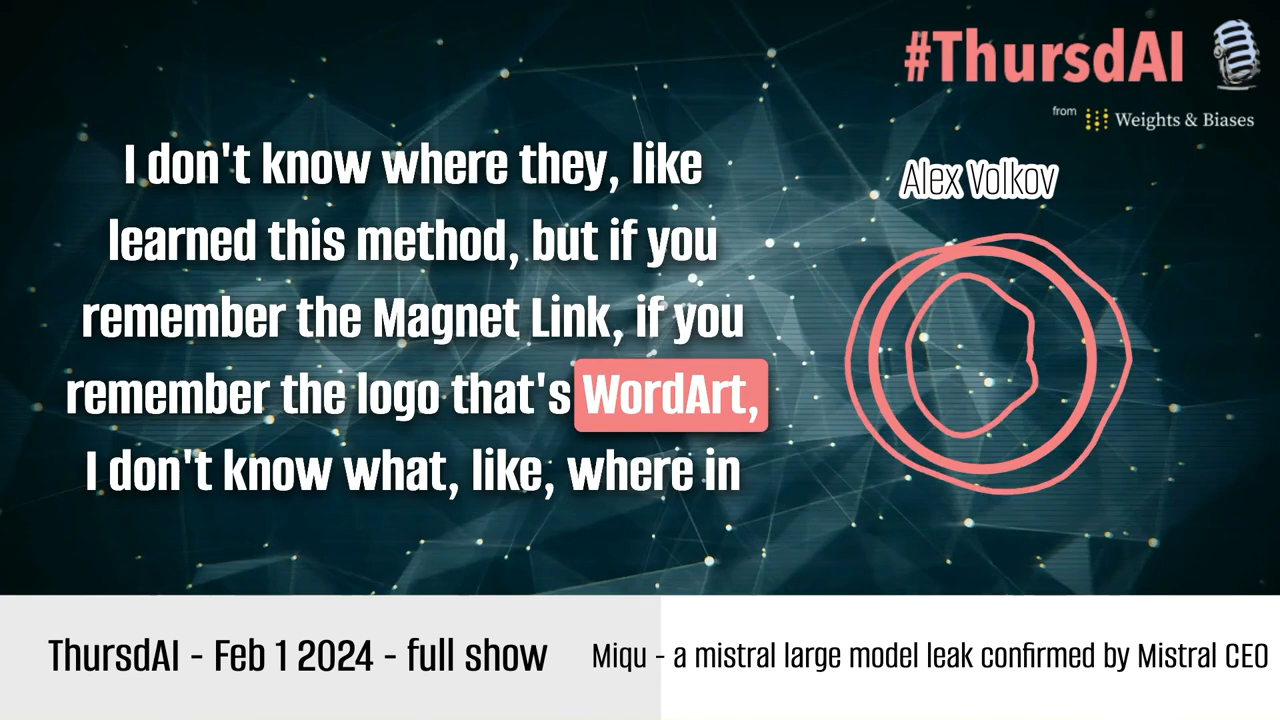 #ThursdAI
from Weights & Biases
Alex Volkov
I don't know where they, like
learned this method, but if you
remember the Magnet Link, if you
remember the logo that's WordArt,
I don't know what, like, where in
ThursdAI - Feb 1 2024 - full show
Miqu - a mistral large model leak confirmed by Mistral CEO